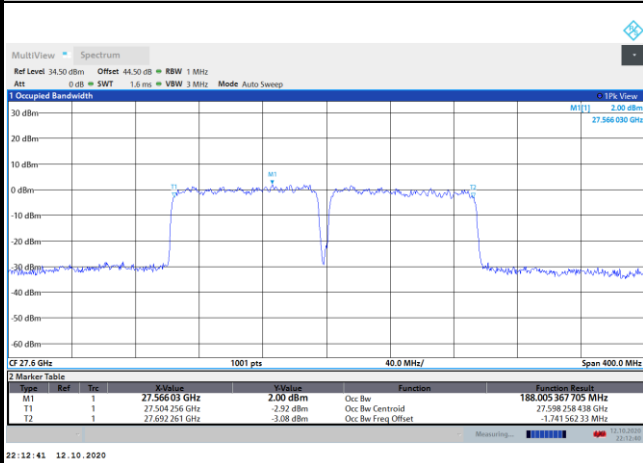 MultiView Spectrum
Ref Level 34.50 dBm Offset 44.50 dB RBW 1 MHz
Att 0 dB SWT 1.6 ms VBW 3 MHz Mode Auto Sweep
1 Occupied Bandwidth 1Pk View
M1[1] 2.00 dBm
27.566 030 GHz
30 dBm
20 dBm
10 dBm
M1
T1 T2
0 dBm
-10 dBm
-20 dBm
-30 dBm
-40 dBm
-50 dBm
-60 dBm
CF 27.6 GHz 1001 pts 40.0 MHz/ Span 400.0 MHz
2 Marker Table
Type Ref Trc X-Value Y-Value Function Function Result
M1 1 27.566 03 GHz 2.00 dBm Occ Bw 188.005 367 705 MHz
T1 1 27.504 256 GHz -2.92 dBm Occ Bw Centroid 27.598 258 438 GHz
T2 1 27.692 261 GHz -3.08 dBm Occ Bw Freq Offset -1.741 562 33 MHz
Measuring... 12.10.2020
22:12:40
22:12:41 12.10.2020